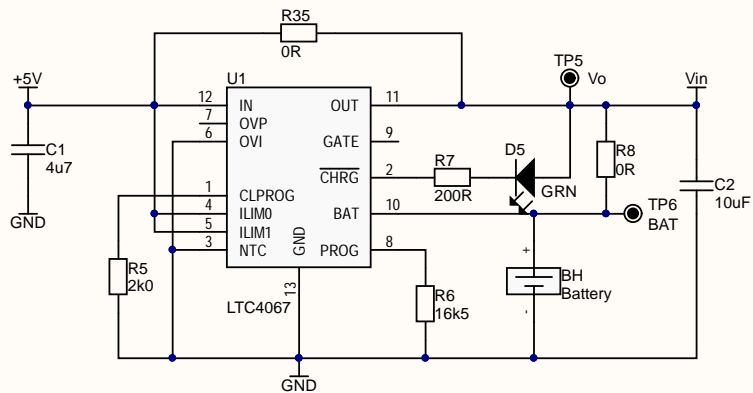 R35
0R
+5V
U1
TP5
Vo
Vin
12
IN
OUT
11
7
OVP
6
OVI
GATE
9
D5
R8
0R
C1
4u7
CHRG
2
R7
200R
GRN
C2
10uF
1
CLPROG
4
ILIM0
BAT
10
TP6
BAT
GND
5
ILIM1
3
NTC
GND
PROG
8
+
R5
2k0
LTC4067
13
R6
16k5
BH
Battery
-
GND